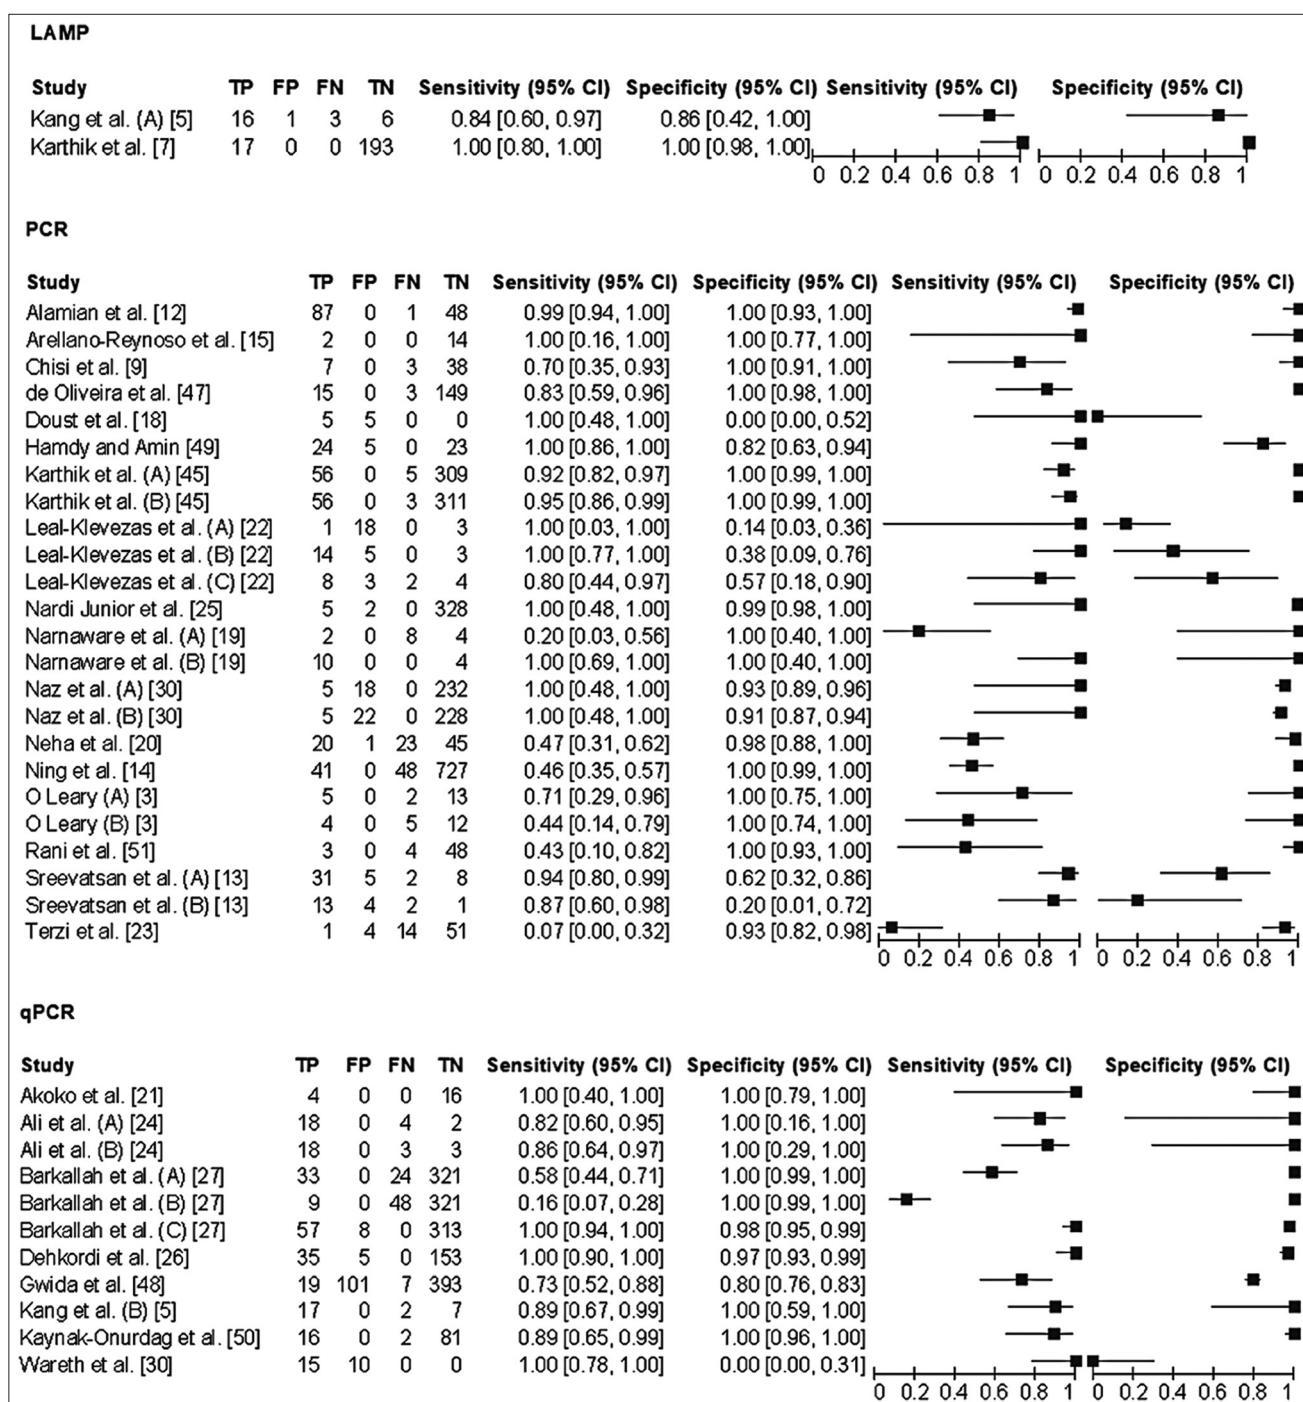 LAMP
Study TP FP FN TN Sensitivity (95% CI) Specificity (95% CI) Sensitivity (95% CI) Specificity (95% CI)
Kang et al. (A) [5] 16 1 3 6 0.84 [0.60, 0.97] 0.86 [0.42, 1.00]
Karthik et al. [7] 17 0 0 193 1.00 [0.80, 1.00] 1.00 [0.98, 1.00]
0 0.2 0.4 0.6 0.8 1 0 0.2 0.4 0.6 0.8 1
PCR
Study TP FP FN TN Sensitivity (95% CI) Specificity (95% CI) Sensitivity (95% CI) Specificity (95% CI)
Alamian et al. [12] 87 0 1 48 0.99 [0.94, 1.00] 1.00 [0.93, 1.00]
Arellano-Reynoso et al. [15] 2 0 0 14 1.00 [0.16, 1.00] 1.00 [0.77, 1.00]
Chisi et al. [9] 7 0 3 38 0.70 [0.35, 0.93] 1.00 [0.91, 1.00]
de Oliveira et al. [47] 15 0 3 149 0.83 [0.59, 0.96] 1.00 [0.98, 1.00]
Doust et al. [18] 5 5 0 0 1.00 [0.48, 1.00] 0.00 [0.00, 0.52]
Hamdy and Amin [49] 24 5 0 23 1.00 [0.86, 1.00] 0.82 [0.63, 0.94]
Karthik et al. (A) [45] 56 0 5 309 0.92 [0.82, 0.97] 1.00 [0.99, 1.00]
Karthik et al. (B) [45] 56 0 3 311 0.95 [0.86, 0.99] 1.00 [0.99, 1.00]
Leal-Klevezas et al. (A) [22] 1 18 0 3 1.00 [0.03, 1.00] 0.14 [0.03, 0.36]
Leal-Klevezas et al. (B) [22] 14 5 0 3 1.00 [0.77, 1.00] 0.38 [0.09, 0.76]
Leal-Klevezas et al. (C) [22] 8 3 2 4 0.80 [0.44, 0.97] 0.57 [0.18, 0.90]
Nardi Junior et al. [25] 5 2 0 328 1.00 [0.48, 1.00] 0.99 [0.98, 1.00]
Narnaware et al. (A) [19] 2 0 8 4 0.20 [0.03, 0.56] 1.00 [0.40, 1.00]
Narnaware et al. (B) [19] 10 0 0 4 1.00 [0.69, 1.00] 1.00 [0.40, 1.00]
Naz et al. (A) [30] 5 18 0 232 1.00 [0.48, 1.00] 0.93 [0.89, 0.96]
Naz et al. (B) [30] 5 22 0 228 1.00 [0.48, 1.00] 0.91 [0.87, 0.94]
Neha et al. [20] 20 1 23 45 0.47 [0.31, 0.62] 0.98 [0.88, 1.00]
Ning et al. [14] 41 0 48 727 0.46 [0.35, 0.57] 1.00 [0.99, 1.00]
O Leary (A) [3] 5 0 2 13 0.71 [0.29, 0.96] 1.00 [0.75, 1.00]
O Leary (B) [3] 4 0 5 12 0.44 [0.14, 0.79] 1.00 [0.74, 1.00]
Rani et al. [51] 3 0 4 48 0.43 [0.10, 0.82] 1.00 [0.93, 1.00]
Sreevatsan et al. (A) [13] 31 5 2 8 0.94 [0.80, 0.99] 0.62 [0.32, 0.86]
Sreevatsan et al. (B) [13] 13 4 2 1 0.87 [0.60, 0.98] 0.20 [0.01, 0.72]
Terzi et al. [23] 1 4 14 51 0.07 [0.00, 0.32] 0.93 [0.82, 0.98]
0 0.2 0.4 0.6 0.8 1 0 0.2 0.4 0.6 0.8 1
qPCR
Study TP FP FN TN Sensitivity (95% CI) Specificity (95% CI) Sensitivity (95% CI) Specificity (95% CI)
Akoko et al. [21] 4 0 0 16 1.00 [0.40, 1.00] 1.00 [0.79, 1.00]
Ali et al. (A) [24] 18 0 4 2 0.82 [0.60, 0.95] 1.00 [0.16, 1.00]
Ali et al. (B) [24] 18 0 3 3 0.86 [0.64, 0.97] 1.00 [0.29, 1.00]
Barkallah et al. (A) [27] 33 0 24 321 0.58 [0.44, 0.71] 1.00 [0.99, 1.00]
Barkallah et al. (B) [27] 9 0 48 321 0.16 [0.07, 0.28] 1.00 [0.99, 1.00]
Barkallah et al. (C) [27] 57 8 0 313 1.00 [0.94, 1.00] 0.98 [0.95, 0.99]
Dehkordi et al. [26] 35 5 0 153 1.00 [0.90, 1.00] 0.97 [0.93, 0.99]
Gwida et al. [48] 19 101 7 393 0.73 [0.52, 0.88] 0.80 [0.76, 0.83]
Kang et al. (B) [5] 17 0 2 7 0.89 [0.67, 0.99] 1.00 [0.59, 1.00]
Kaynak-Onurdag et al. [50] 16 0 2 81 0.89 [0.65, 0.99] 1.00 [0.96, 1.00]
Wareth et al. [30] 15 10 0 0 1.00 [0.78, 1.00] 0.00 [0.00, 0.31]
0 0.2 0.4 0.6 0.8 1 0 0.2 0.4 0.6 0.8 1